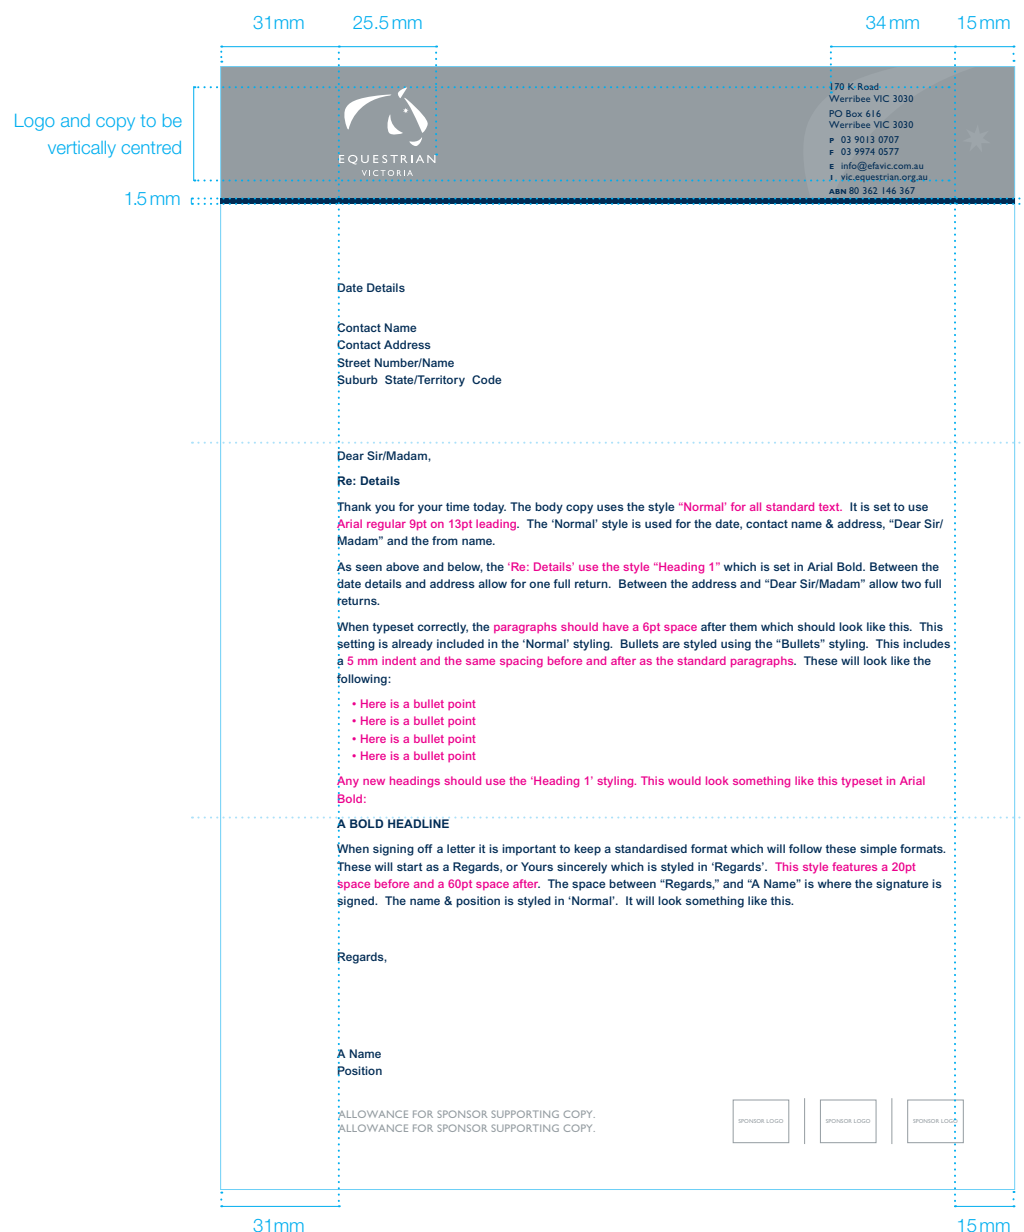 31mm 25.5mm 34mm 15mm
Logo and copy to be
vertically centred
1.5mm
EQUESTRIAN
VICTORIA
170 K Road
Werribee VIC 3030
PO Box 616
Werribee VIC 3030
P 03 9013 0707
F 03 9974 0577
E info@efavic.com.au
I vic.equestrian.org.au
ABN 80 362 146 367
Date Details
Contact Name
Contact Address
Street Number/Name
Suburb State/Territory Code
Dear Sir/Madam,
Re: Details
Thank you for your time today. The body copy uses the style “Normal’ for all standard text. It is set to use
Arial regular 9pt on 13pt leading. The ‘Normal’ style is used for the date, contact name & address, “Dear Sir/
Madam” and the from name.
As seen above and below, the ‘Re: Details’ use the style “Heading 1” which is set in Arial Bold. Between the
date details and address allow for one full return. Between the address and “Dear Sir/Madam” allow two full
returns.
When typeset correctly, the paragraphs should have a 6pt space after them which should look like this. This
setting is already included in the ‘Normal’ styling. Bullets are styled using the “Bullets” styling. This includes
a 5 mm indent and the same spacing before and after as the standard paragraphs. These will look like the
following:
• Here is a bullet point
• Here is a bullet point
• Here is a bullet point
• Here is a bullet point
Any new headings should use the ‘Heading 1’ styling. This would look something like this typeset in Arial
Bold:
A BOLD HEADLINE
When signing off a letter it is important to keep a standardised format which will follow these simple formats.
These will start as a Regards, or Yours sincerely which is styled in ‘Regards’. This style features a 20pt
space before and a 60pt space after. The space between “Regards,” and “A Name” is where the signature is
signed. The name & position is styled in ‘Normal’. It will look something like this.
Regards,
A Name
Position
ALLOWANCE FOR SPONSOR SUPPORTING COPY.
ALLOWANCE FOR SPONSOR SUPPORTING COPY.
SPONSOR LOGO SPONSOR LOGO SPONSOR LOGO
31mm 15mm